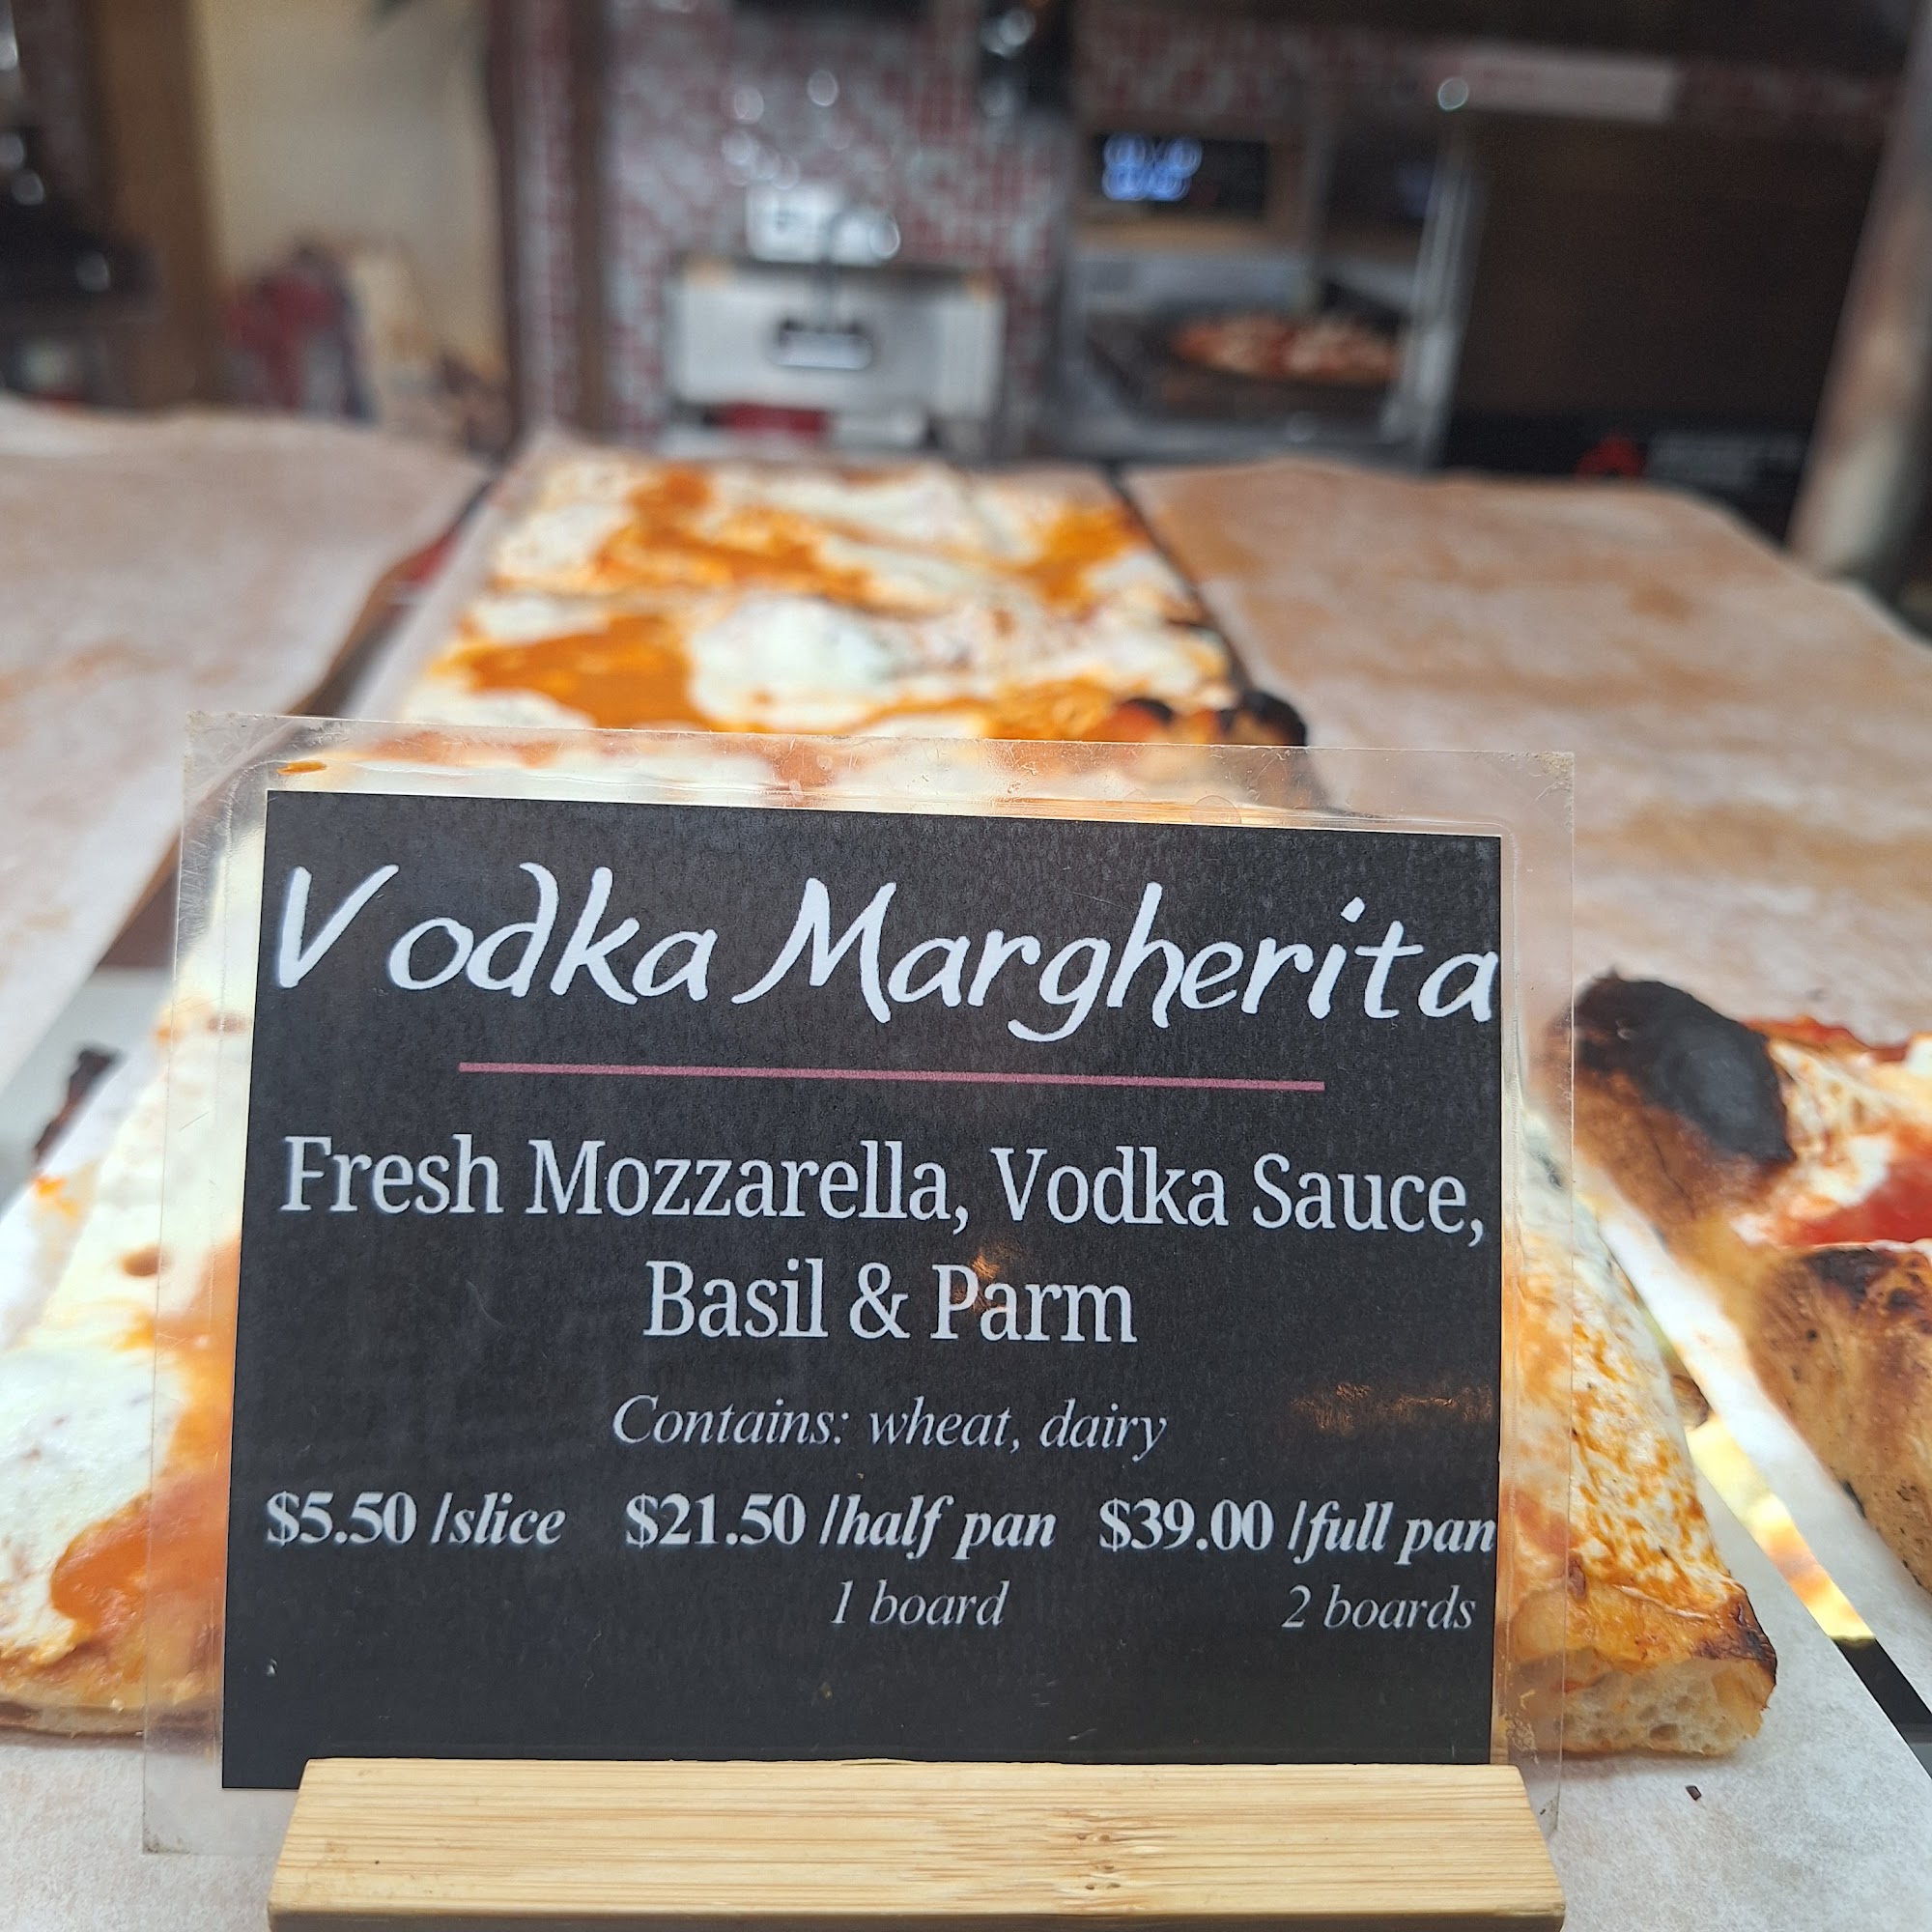 Vodka Margherita
Fresh Mozzarella, Vodka Sauce,
Basil & Parm
Contains: wheat, dairy
$5.50 /slice $21.50 /half pan $39.00 /full pan
1 board 2 boards